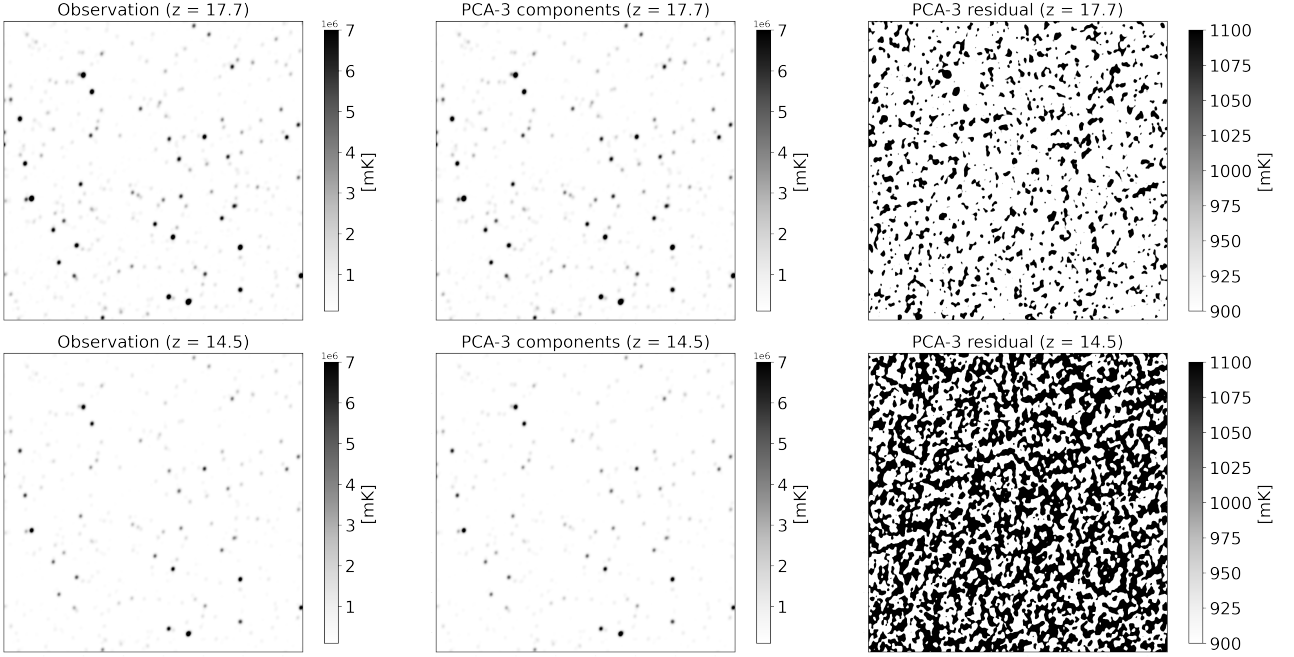 Observation (z = 17.7)
PCA-3 components (z = 17.7)
PCA-3 residual (z = 17.7)
1e6
7
6
5
4
3
2
1
[mK]
1e6
7
6
5
4
3
2
1
[mK]
1100
1075
1050
1025
1000
975
950
925
900
[mK]
Observation (z = 14.5)
PCA-3 components (z = 14.5)
PCA-3 residual (z = 14.5)
1e6
7
6
5
4
3
2
1
[mK]
1e6
7
6
5
4
3
2
1
[mK]
1100
1075
1050
1025
1000
975
950
925
900
[mK]